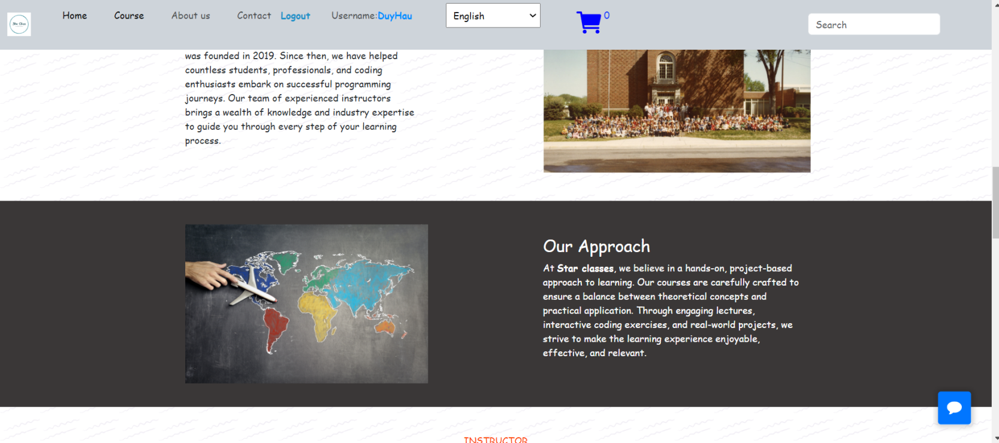 Home Course About us Contact Logout Username:DuyHau English 0 Search
was founded in 2019. Since then, we have helped
countless students, professionals, and coding
enthusiasts embark on successful programming
journeys. Our team of experienced instructors
brings a wealth of knowledge and industry expertise
to guide you through every step of your learning
process.
Our Approach
At Star classes, we believe in a hands-on, project-based
approach to learning. Our courses are carefully crafted to
ensure a balance between theoretical concepts and
practical application. Through engaging lectures,
interactive coding exercises, and real-world projects, we
strive to make the learning experience enjoyable,
effective, and relevant.
INSTRUCTOR